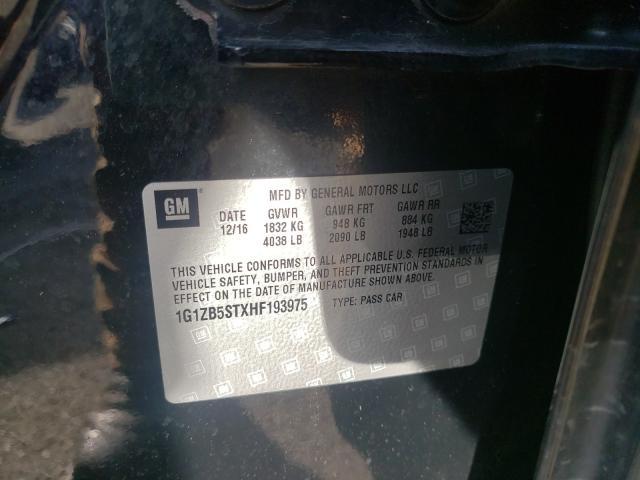 GM
MFD BY GENERAL MOTORS LLC
DATE GVWR GAWR FRT GAWR RR
12/16 1832 KG 948 KG 884 KG
4038 LB 2090 LB 1948 LB
THIS VEHICLE CONFORMS TO ALL APPLICABLE U.S. FEDERAL MOTOR
VEHICLE SAFETY, BUMPER, AND THEFT PREVENTION STANDARDS IN
EFFECT ON THE DATE OF MANUFACTURE SHOWN ABOVE.
1G1ZB5STXHF193975 TYPE: PASS CAR